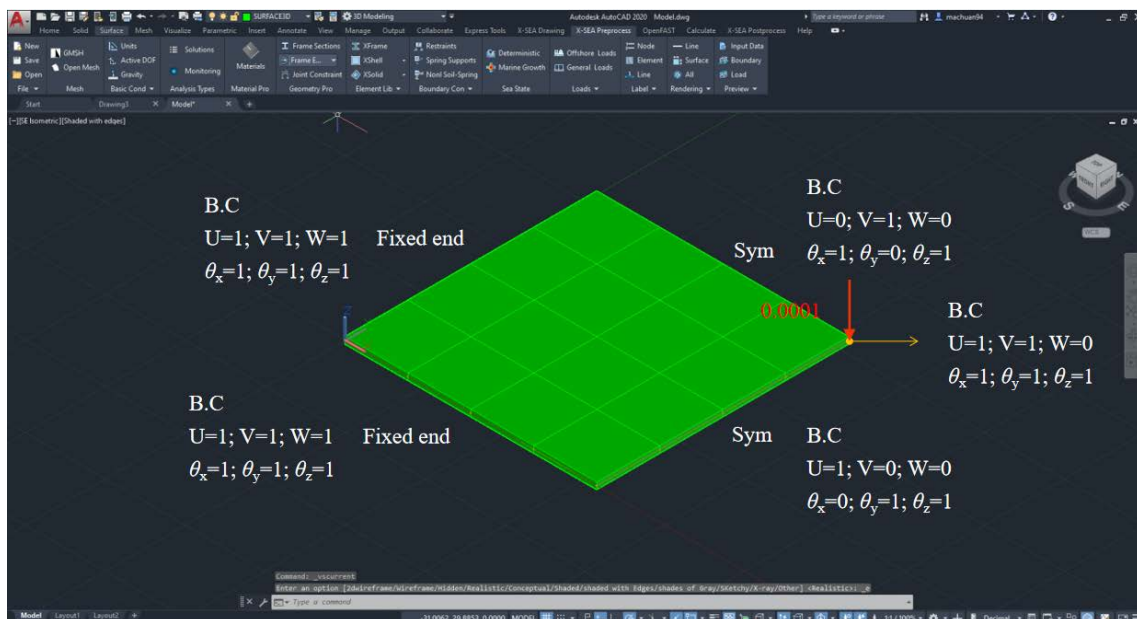 A. SURFACE3D 3D Modeling Autodesk AutoCAD 2020 Model.dwg Type a keyword or phrase machuan94
Home Solid Surface Mesh Visualize Parametric Insert Annotate View Manage Output Collaborate Express Tools X-SEA Drawing X-SEA Preprocess OpenFAST Calculate X-SEA Postprocess Help
New GMSH Units Solutions Frame Sections XFrame Restraints Deterministic Offshore Loads Node Line Input Data
Save Open Mesh Active DOF Monitoring Materials Frame E... XShell Spring Supports Marine Growth General Loads Element Surface Boundary
Open Gravity Joint Constraint XSolid Nonl Soil-Spring Line All Load
File Mesh Basic Cond Analysis Types Material Pro Geometry Pro Element Lib Boundary Con Sea State Loads Label Rendering Preview
Start Drawing3 Model*
[-][SE Isometric][Shaded with edges]
TOP
FRONT RIGHT
S E
WCS
B.C
U=1; V=1; W=1 Fixed end
θx=1; θy=1; θz=1
B.C
U=0; V=1; W=0
Sym θx=1; θy=0; θz=1
0.0001
B.C
U=1; V=1; W=0
θx=1; θy=1; θz=1
B.C
U=1; V=1; W=1 Fixed end
θx=1; θy=1; θz=1
B.C
Sym U=1; V=0; W=0
θx=0; θy=1; θz=1
Command: _vscurrent
Enter an option [2dwireframe/Wireframe/Hidden/Realistic/Conceptual/Shaded/shaded with Edges/shades of Gray/SKetchy/X-ray/Other] <Realistic>: _e
Type a command
Model Layout1 Layout2 + MODEL 1:1/100% Decimal